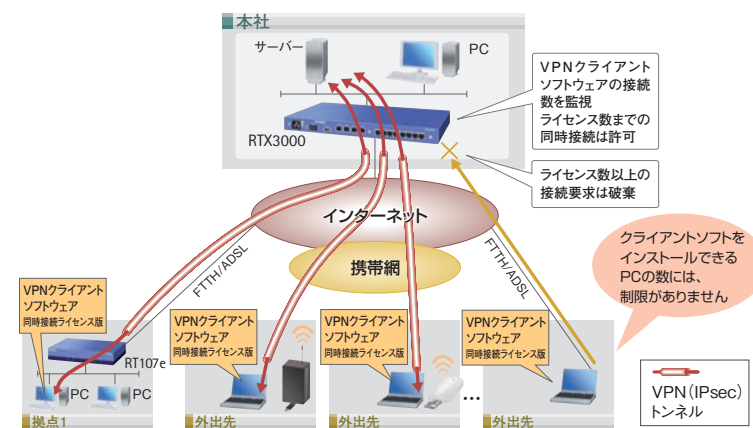 本社
サーバー
PC
RTX3000
VPNクライアント
ソフトウェアの接続
数を監視
ライセンス数までの
同時接続は許可
ライセンス数以上の
接続要求は破棄
インターネット
携帯網
FTTH/ADSL
FTTH/ADSL
クライアントソフトを
インストールできる
PCの数には、
制限がありません
VPNクライアント
ソフトウェア
同時接続ライセンス版
RT107e
PC
PC
拠点1
VPNクライアント
ソフトウェア
同時接続ライセンス版
外出先
VPNクライアント
ソフトウェア
同時接続ライセンス版
外出先
...
VPNクライアント
ソフトウェア
同時接続ライセンス版
外出先
VPN(IPsec)
トンネル